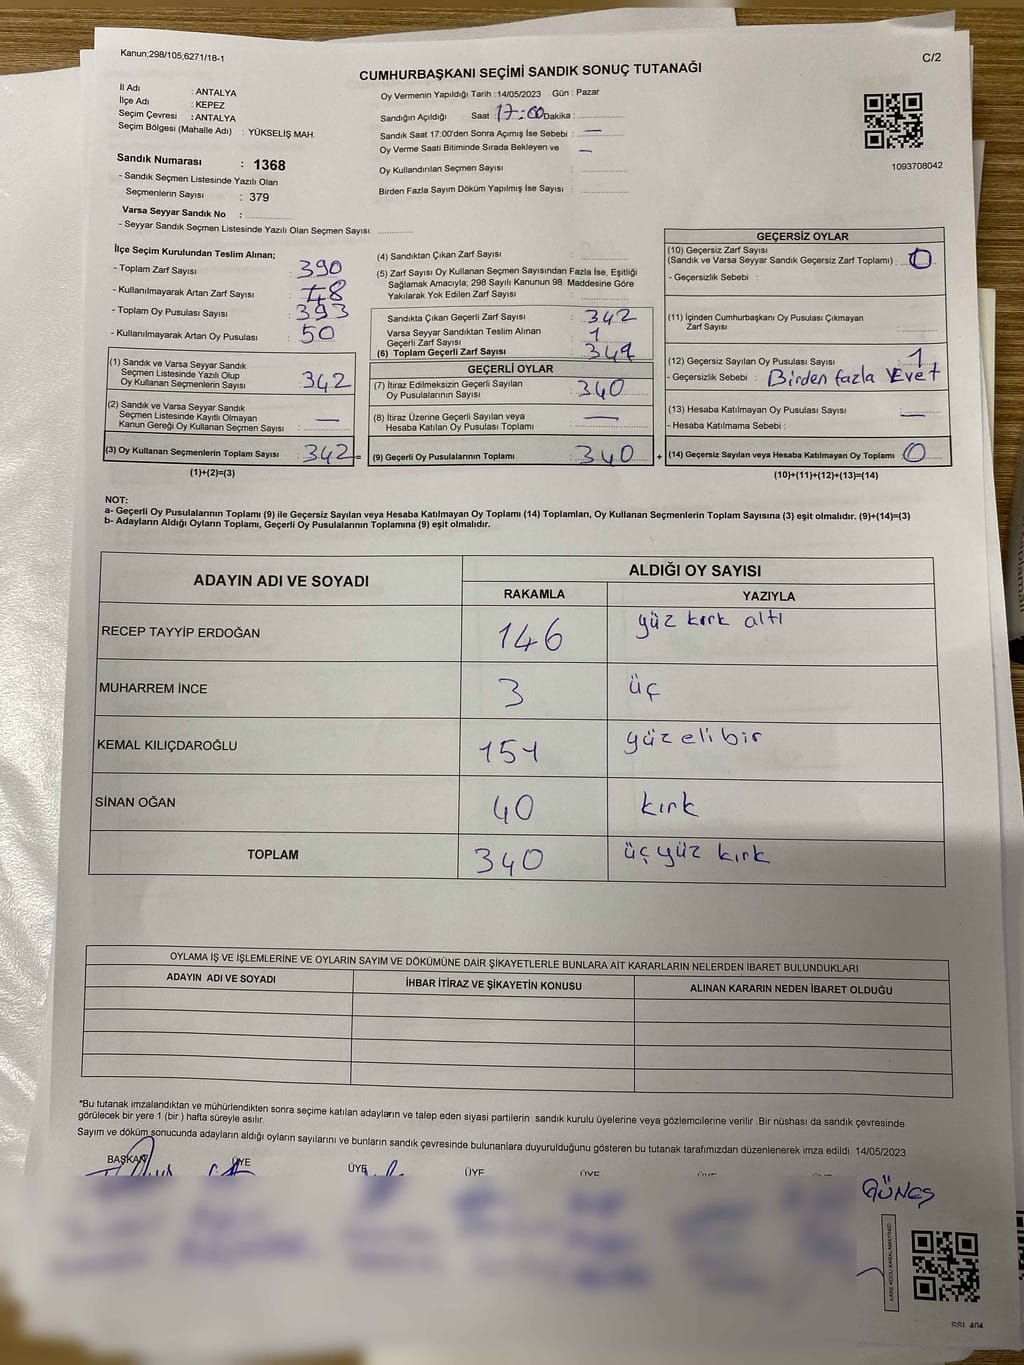 Kanun;298/105;6271/18-1
C/2
CUMHURBAŞKANI SEÇİMİ SANDIK SONUÇ TUTANAĞI
İl Adı : ANTALYA
İlçe Adı : KEPEZ
Seçim Çevresi : ANTALYA
Seçim Bölgesi (Mahalle Adı) : YÜKSELİŞ MAH.
Sandık Numarası : 1368
- Sandık Seçmen Listesinde Yazılı Olan
Seçmenlerin Sayısı : 379
Varsa Seyyar Sandık No :
- Seyyar Sandık Seçmen Listesinde Yazılı Olan Seçmen Sayısı:
Oy Vermenin Yapıldığı Tarih :14/05/2023 Gün : Pazar
Sandığın Açıldığı Saat : 17:00 Dakika :
Sandık Saat 17:00'den Sonra Açımış İse Sebebi : —
Oy Verme Saati Bitiminde Sırada Bekleyen ve —
Oy Kullandırılan Seçmen Sayısı :
Birden Fazla Sayım Döküm Yapılmış İse Sayısı :
1093708042
İlçe Seçim Kurulundan Teslim Alınan;
- Toplam Zarf Sayısı : 390
- Kullanılmayarak Artan Zarf Sayısı : 48
- Toplam Oy Pusulası Sayısı : 393
- Kullanılmayarak Artan Oy Pusulası : 50
(1) Sandık ve Varsa Seyyar Sandık
Seçmen Listesinde Yazılı Olup
Oy Kullanan Seçmenlerin Sayısı : 342
(2) Sandık ve Varsa Seyyar Sandık
Seçmen Listesinde Kayıtlı Olmayan
Kanun Gereği Oy Kullanan Seçmen Sayısı : —
(3) Oy Kullanan Seçmenlerin Toplam Sayısı : 342 =
(1)+(2)=(3)
(4) Sandıktan Çıkan Zarf Sayısı :
(5) Zarf Sayısı Oy Kullanan Seçmen Sayısından Fazla İse, Eşitliği
Sağlamak Amacıyla; 298 Sayılı Kanunun 98. Maddesine Göre
Yakılarak Yok Edilen Zarf Sayısı :
Sandıkta Çıkan Geçerli Zarf Sayısı : 342
Varsa Seyyar Sandıktan Teslim Alınan
Geçerli Zarf Sayısı : 1
(6) Toplam Geçerli Zarf Sayısı :
GEÇERLİ OYLAR
(7) İtiraz Edilmeksizin Geçerli Sayılan
Oy Pusulalarının Sayısı : 340
(8) İtiraz Üzerine Geçerli Sayılan veya
Hesaba Katılan Oy Pusulası Toplamı : —
(9) Geçerli Oy Pusulalarının Toplamı : 340 +
GEÇERSİZ OYLAR
(10) Geçersiz Zarf Sayısı
(Sandık ve Varsa Seyyar Sandık Geçersiz Zarf Toplamı) : 0
- Geçersizlik Sebebi :
(11) İçinden Cumhurbaşkanı Oy Pusulası Çıkmayan
Zarf Sayısı :
(12) Geçersiz Sayılan Oy Pusulası Sayısı : 1
- Geçersizlik Sebebi : Birden fazla Evet
(13) Hesaba Katılmayan Oy Pusulası Sayısı : —
- Hesaba Katılmama Sebebi :
(14) Geçersiz Sayılan veya Hesaba Katılmayan Oy Toplamı : 0
(10)+(11)+(12)+(13)=(14)
NOT:
a- Geçerli Oy Pusulalarının Toplamı (9) ile Geçersiz Sayılan veya Hesaba Katılmayan Oy Toplamı (14) Toplamları, Oy Kullanan Seçmenlerin Toplam Sayısına (3) eşit olmalıdır. (9)+(14)=(3)
b- Adayların Aldığı Oyların Toplamı, Geçerli Oy Pusulalarının Toplamına (9) eşit olmalıdır.
ADAYIN ADI VE SOYADI
ALDIĞI OY SAYISI
RAKAMLA YAZIYLA
RECEP TAYYİP ERDOĞAN 146 yüz kırk altı
MUHARREM İNCE 3 üç
KEMAL KILIÇDAROĞLU 151 yüz eli bir
SİNAN OĞAN 40 kırk
TOPLAM 340 üç yüz kırk
OYLAMA İŞ VE İŞLEMLERİNE VE OYLARIN SAYIM VE DÖKÜMÜNE DAİR ŞİKAYETLERLE BUNLARA AİT KARARLARIN NELERDEN İBARET BULUNDUKLARI
ADAYIN ADI VE SOYADI İHBAR İTİRAZ VE ŞİKAYETİN KONUSU ALINAN KARARIN NEDEN İBARET OLDUĞU
*Bu tutanak imzalandıktan ve mühürlendikten sonra seçime katılan adayların ve talep eden siyasi partilerin sandık kurulu üyelerine veya gözlemcilerine verilir .Bir nüshası da sandık çevresinde
görülecek bir yere 1 (bir ) hafta süreyle asılır.
Sayım ve döküm sonucunda adayların aldığı oyların sayılarını ve bunların sandık çevresinde bulunanlara duyurulduğunu gösteren bu tutanak tarafımızdan düzenlenerek imza edildi. 14/05/2023
BAŞKAN ÜYE ÜYE ÜYE ÜYE
GÜNEŞ
KARE KODU KARALAMAYINIZ!